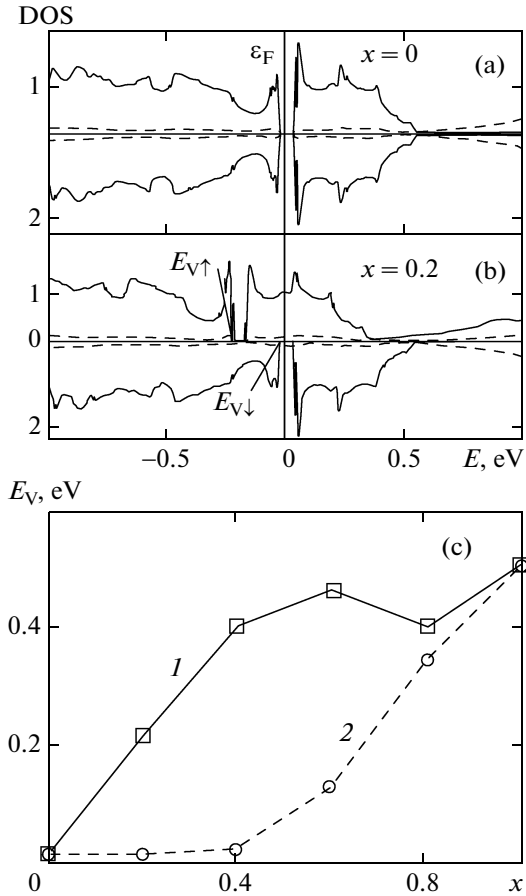 DOS
ε_F x = 0 (a)
1
2
E_V↑ x = 0.2 (b)
1
0
E_V↓
2
−0.5 0 0.5 E, eV
E_V, eV
(c)
0.4
1
2
0.2
0 0.4 0.8 x